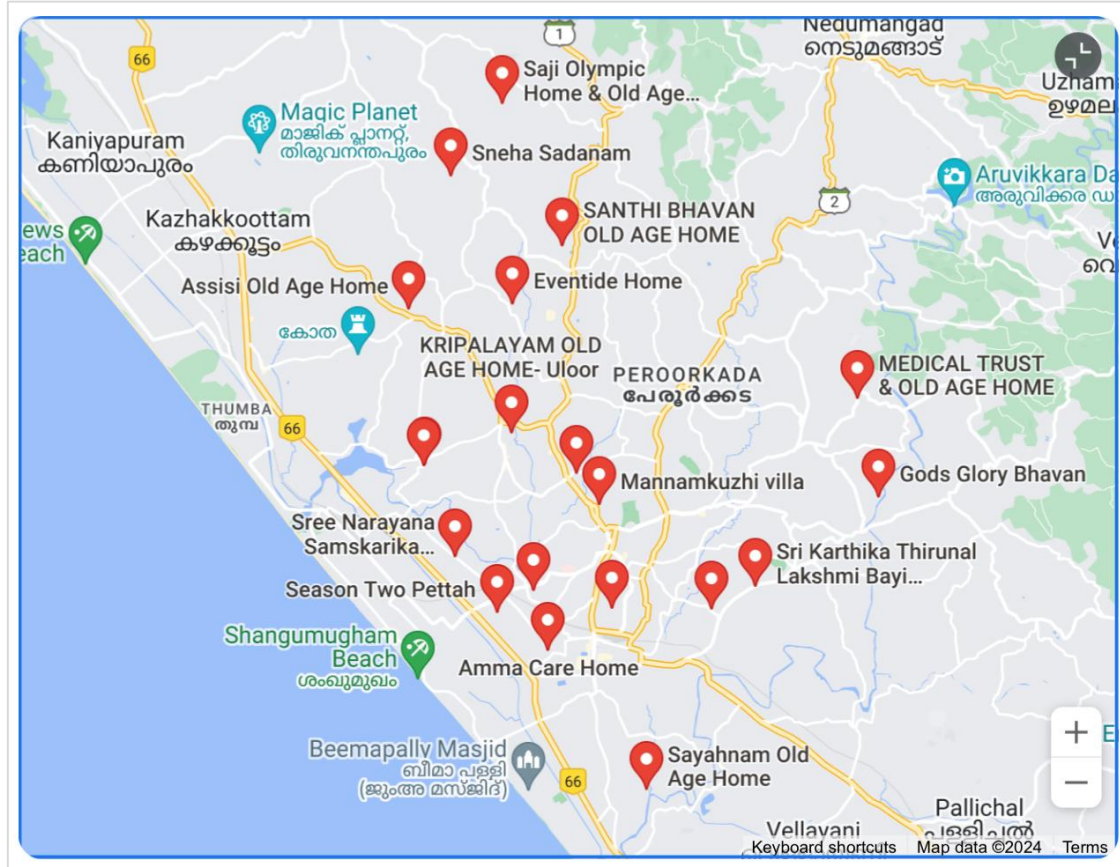 Nedumangad
നെടുമങ്ങാട്
1
66
Saji Olympic
Home & Old Age...
Uzham
ഉഴമല
Magic Planet
മാജിക് പ്ലാനറ്റ്,
തിരുവനന്തപുരം
Kaniyapuram
കണിയാപുരം
Sneha Sadanam
Aruvikkara Da
അരുവിക്കര ഡ
2
SANTHI BHAVAN
OLD AGE HOME
Kazhakkoottam
കഴക്കൂട്ടം
ews
each
Ve
വെ
Assisi Old Age Home
Eventide Home
കോത
KRIPALAYAM OLD
AGE HOME- Uloor
PEROORKADA
പേരൂർക്കട
MEDICAL TRUST
& OLD AGE HOME
THUMBA
തുമ്പ
66
Mannamkuzhi villa
Gods Glory Bhavan
Sree Narayana
Samskarika...
Sri Karthika Thirunal
Lakshmi Bayi...
Season Two Pettah
Shangumugham
Beach
ശംഖുമുഖം
Amma Care Home
Beemapally Masjid
ബീമാ പള്ളി
(ജുംഅ മസ്ജിദ്)
66
Sayahnam Old
Age Home
E
Pallichal
പള്ളിച്ചൽ
Vellayani
Keyboard shortcuts Map data ©2024 Terms